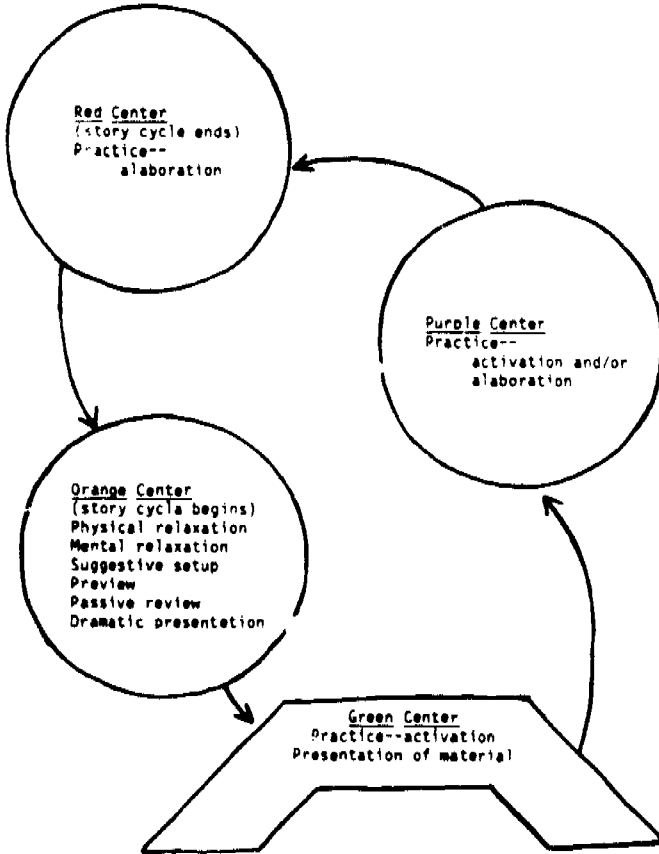 Red Center
(story cycle ends)
Practice--
alaboration
Purple Center
Practice--
activation and/or
alaboration
Orange Center
(story cycla begins)
Physical relaxation
Mental relaxation
Suggestive setup
Preview
Passive review
Dramatic presentetion
Green Center
Practice--activation
Presentation of material